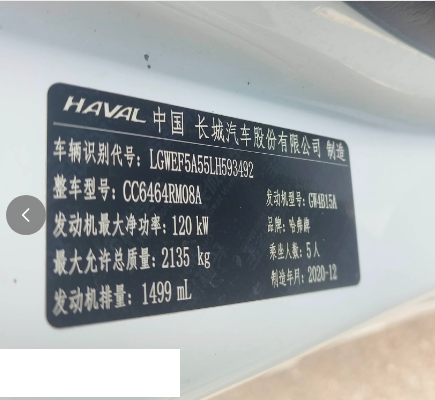 HAVAL 中国 长城汽车股份有限公司 制造
车辆识别代号: LGWEF5A55LH593492
整车型号: CC6464RM08A 发动机型号: GW4B15A
发动机最大净功率: 120 kW 品牌: 哈弗牌
最大允许总质量: 2135 kg 乘坐人数: 5人
发动机排量: 1499 mL 制造年月: 2020-12